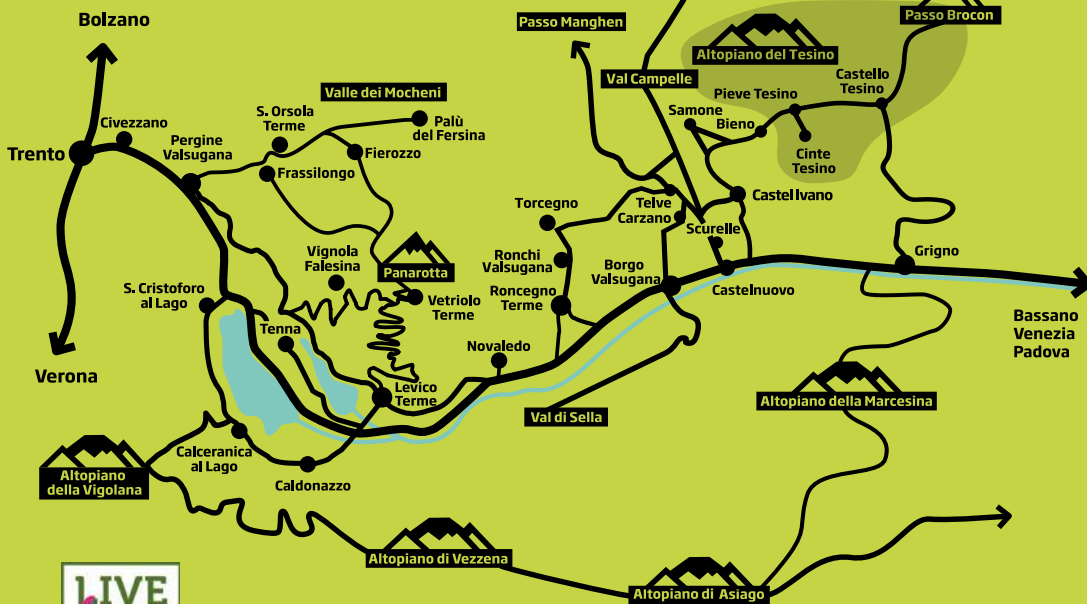 Bolzano
Passo Manghen
Altopiano del Tesino
Passo Brocon
Val Campelle
Castello
Tesino
Valle dei Mocheni
Pieve Tesino
Samone
Bieno
S. Orsola
Terme
Palù
del Fersina
Civezzano
Pergine
Valsugana
Trento
Fierozzo
Frassilongo
Cinte
Tesino
Castel Ivano
Telve
Carzano
Torcegno
Scurelle
Vignola
Falesina
Panarotta
Ronchi
Valsugana
Borgo
Valsugana
Grigno
S. Cristoforo
al Lago
Vetriolo
Terme
Roncegno
Terme
Castelnuovo
Bassano
Venezia
Padova
Tenna
Novaledo
Verona
Levico
Terme
Altopiano della Marcesina
Val di Sella
Calceranica
al Lago
Altopiano
della Vigolana
Caldonazzo
Altopiano di Vezzena
Altopiano di Asiago
LIVE